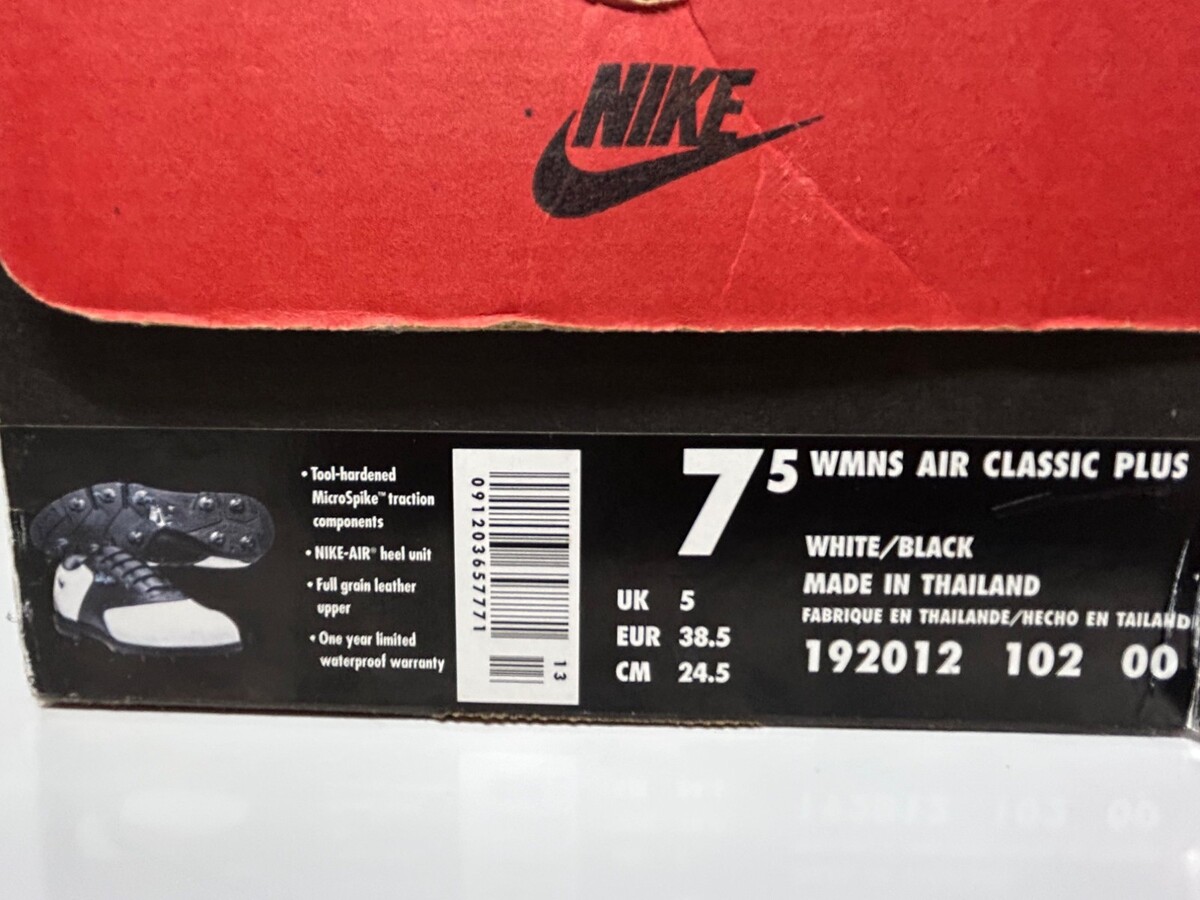 NIKE
• Tool-hardened
MicroSpike™ traction
components
• NIKE-AIR® heel unit
• Full grain leather
upper
• One year limited
waterproof warranty
091203657771
13
7 5
UK 5
EUR 38.5
CM 24.5
WMNS AIR CLASSIC PLUS
WHITE/BLACK
MADE IN THAILAND
FABRIQUE EN THAILANDE/HECHO EN TAILAND
192012 102 00